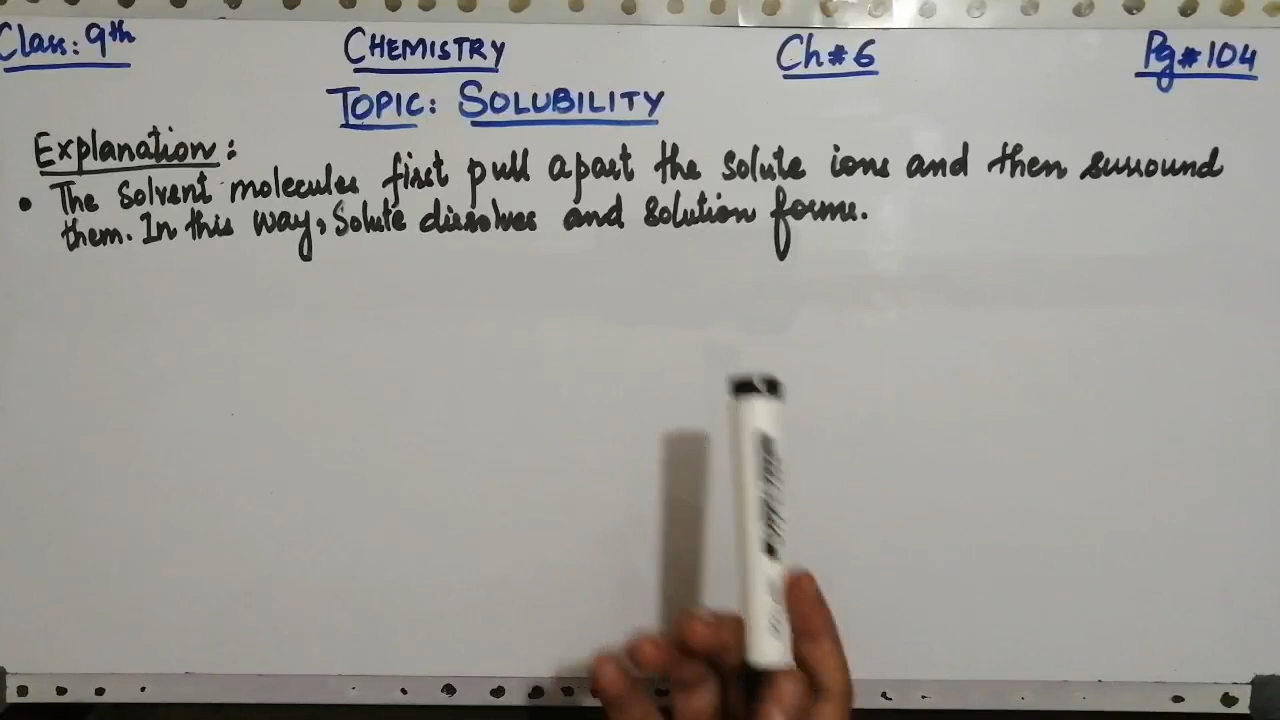 Class: 9th CHEMISTRY Ch#6 Pg#104
TOPIC: SOLUBILITY
Explanation:
• The Solvent molecules first pull apart the solute ions and then surround
them. In this way, Solute dissolves and solution forms.